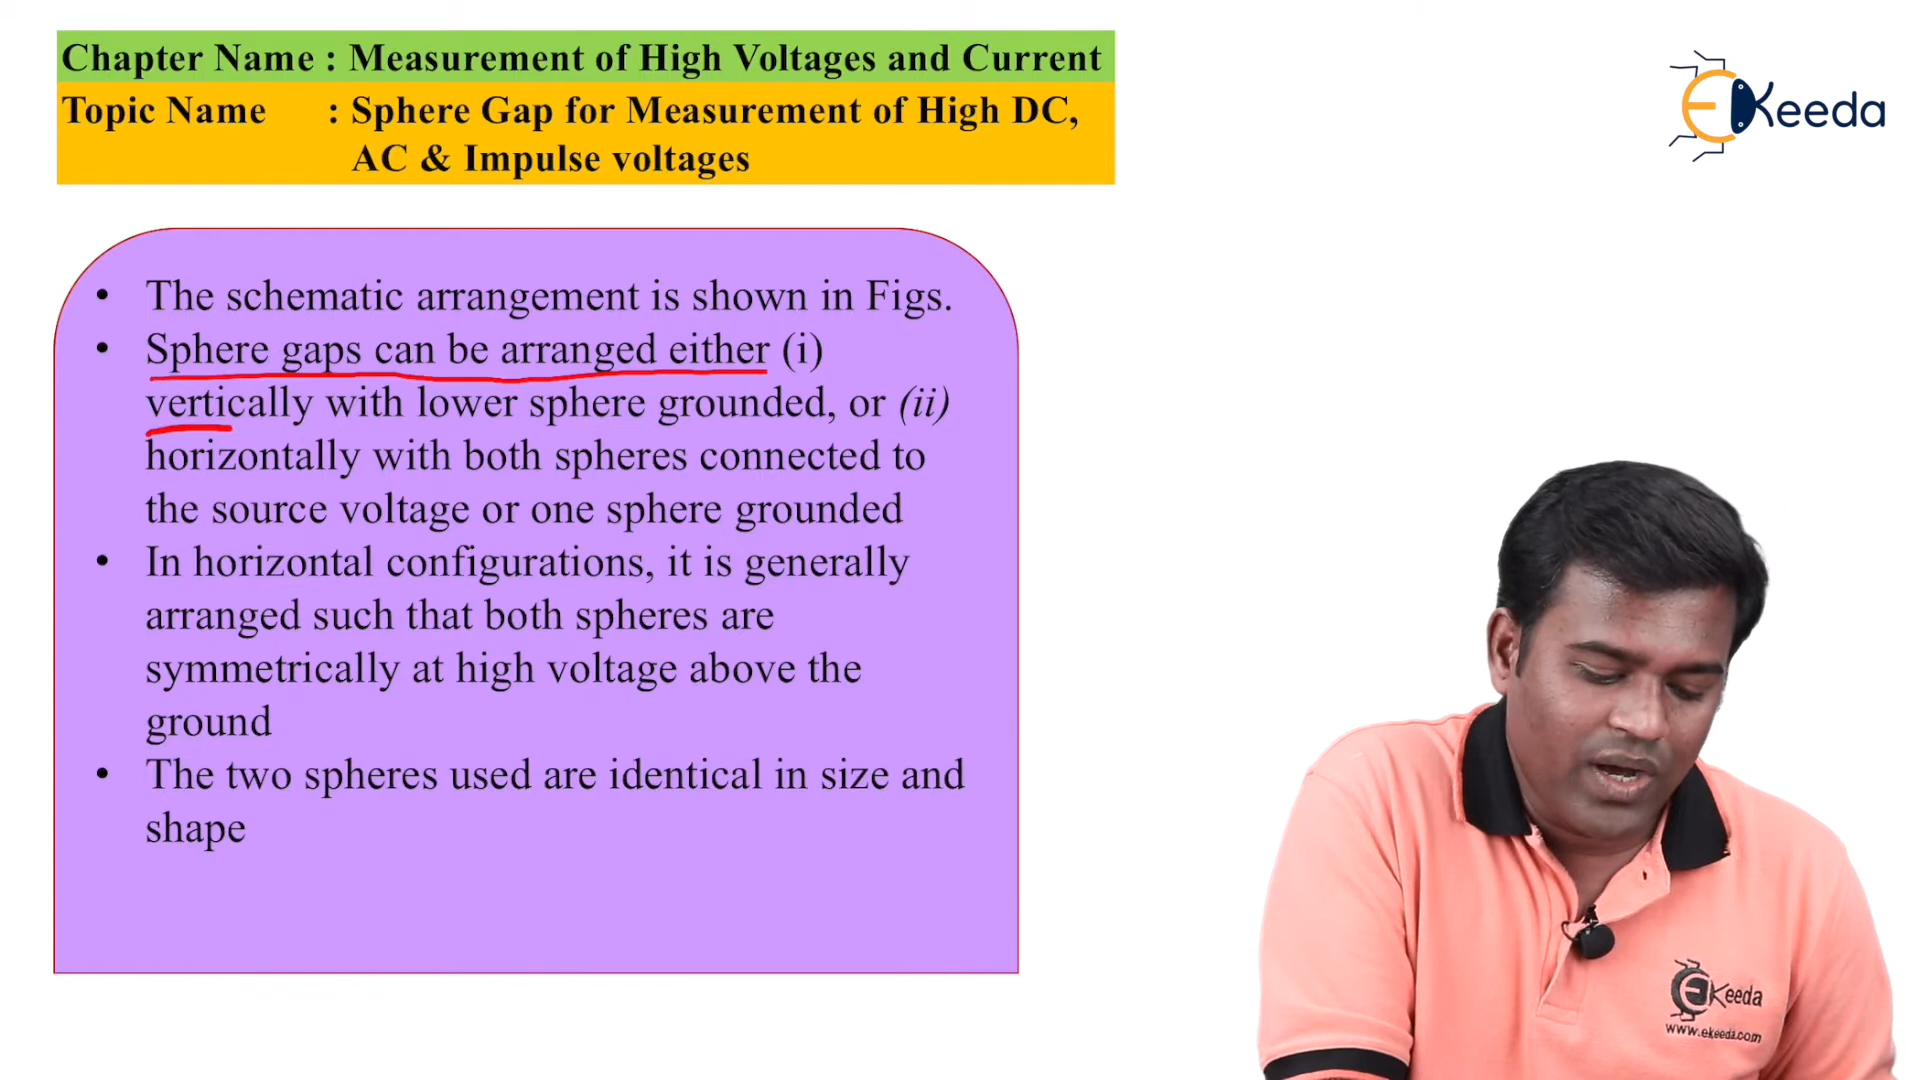 Chapter Name : Measurement of High Voltages and Current
Topic Name : Sphere Gap for Measurement of High DC,
AC & Impulse voltages
EKeeda
• The schematic arrangement is shown in Figs.
• Sphere gaps can be arranged either (i)
vertically with lower sphere grounded, or (ii)
horizontally with both spheres connected to
the source voltage or one sphere grounded
• In horizontal configurations, it is generally
arranged such that both spheres are
symmetrically at high voltage above the
ground
• The two spheres used are identical in size and
shape
EKeeda
www.ekeeda.com